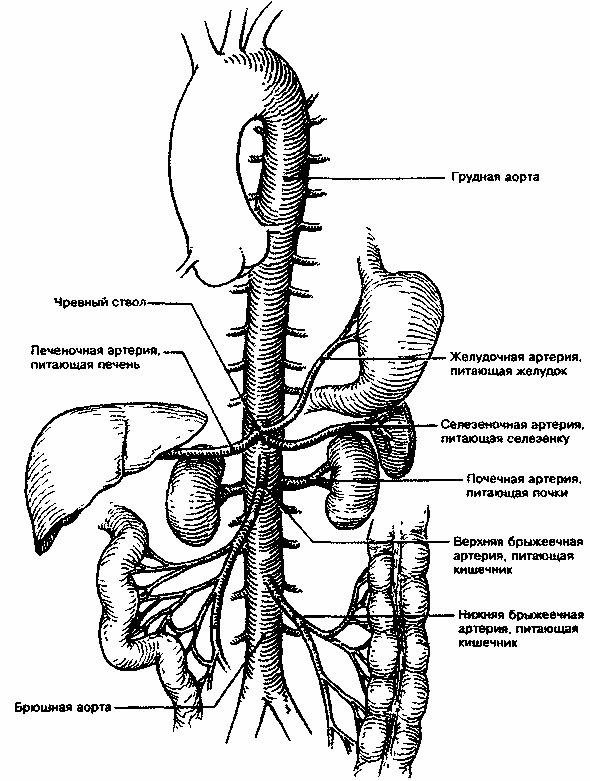 Грудная аорта
Чревный ствол
Печеночная артерия,
питающая печень
Желудочная артерия,
питающая желудок
Селезеночная артерия,
питающая селезенку
Почечная артерия,
питающая почки
Верхняя брыжеечная
артерия, питающая
кишечник
Нижняя брыжеечная
артерия, питающая
кишечник
Брюшная аорта